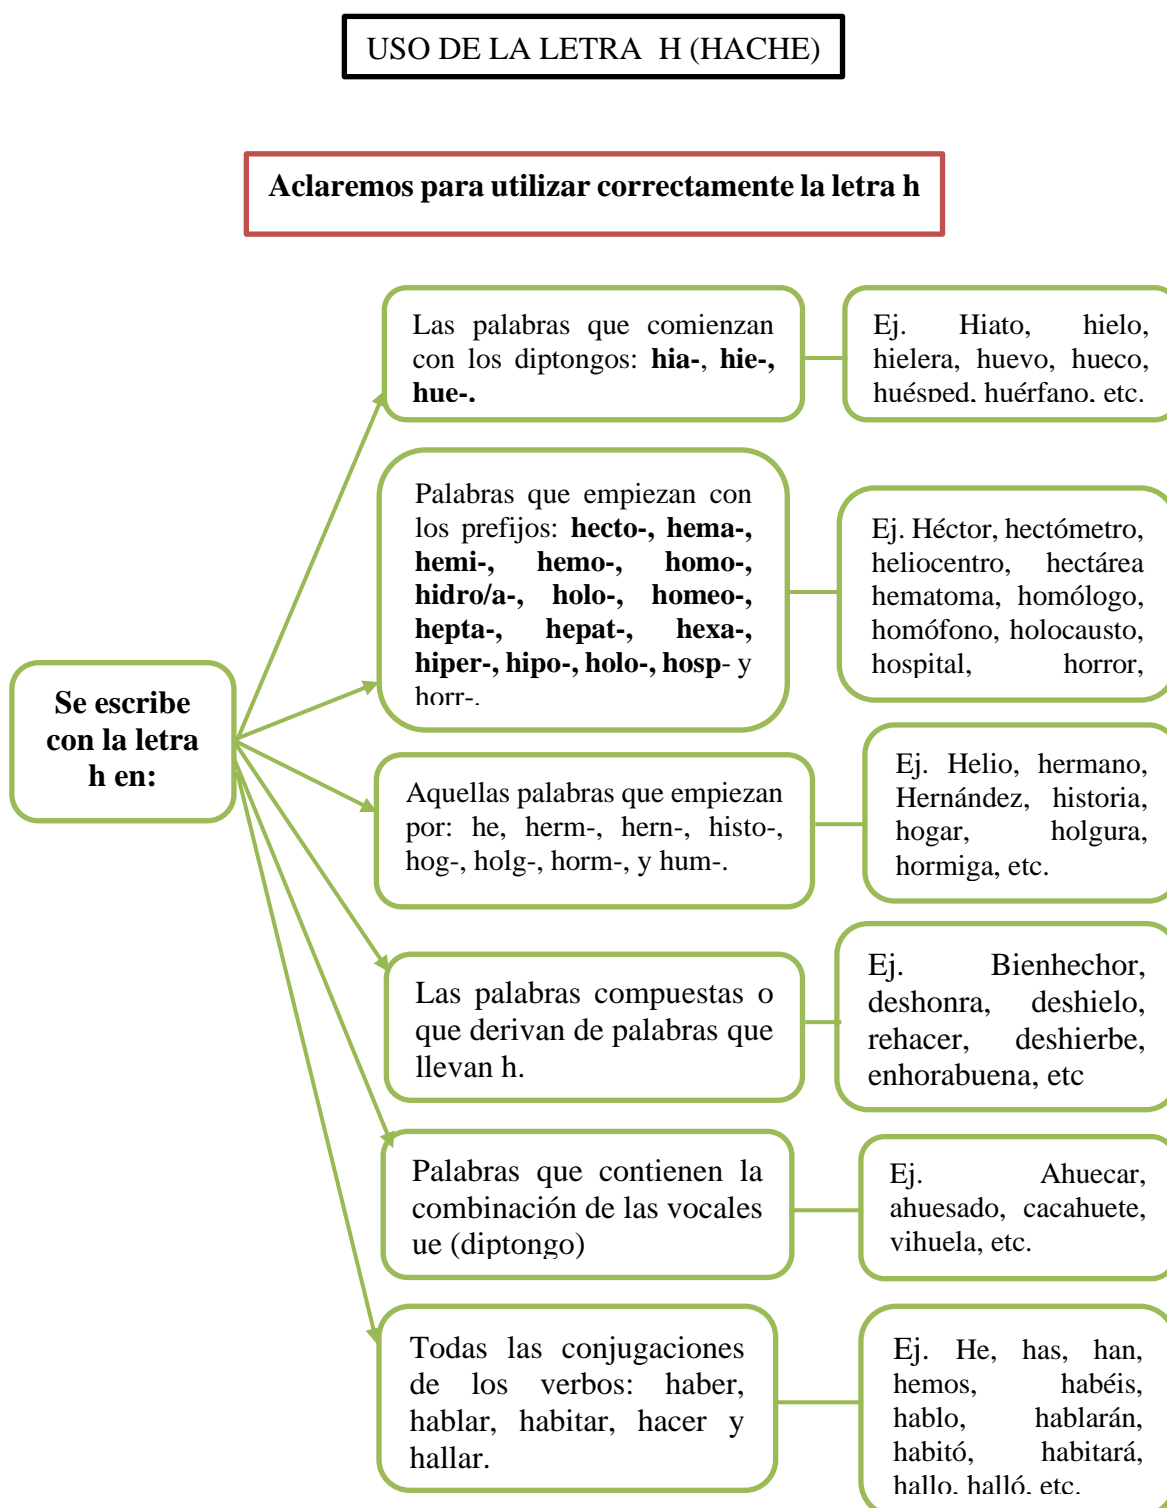 USO DE LA LETRA H (HACHE)
Aclaremos para utilizar correctamente la letra h
Se escribe
con la letra
h en:
Las palabras que comienzan
con los diptongos: hia-, hie-,
hue-.
Ej. Hiato, hielo,
hielera, huevo, hueco,
huésped, huérfano, etc.
Palabras que empiezan con
los prefijos: hecto-, hema-,
hemi-, hemo-, homo-,
hidro/a-, holo-, homeo-,
hepta-, hepat-, hexa-,
hiper-, hipo-, holo-, hosp- y
horr-.
Ej. Héctor, hectómetro,
heliocentro, hectárea
hematoma, homólogo,
homófono, holocausto,
hospital, horror,
Aquellas palabras que empiezan
por: he, herm-, hern-, histo-,
hog-, holg-, horm-, y hum-.
Ej. Helio, hermano,
Hernández, historia,
hogar, holgura,
hormiga, etc.
Las palabras compuestas o
que derivan de palabras que
llevan h.
Ej. Bienhechor,
deshonra, deshielo,
rehacer, deshierbe,
enhorabuena, etc
Palabras que contienen la
combinación de las vocales
ue (diptongo)
Ej. Ahuecar,
ahuesado, cacahuete,
vihuela, etc.
Todas las conjugaciones
de los verbos: haber,
hablar, habitar, hacer y
hallar.
Ej. He, has, han,
hemos, habéis,
hablo, hablarán,
habitó, habitará,
hallo, halló, etc.